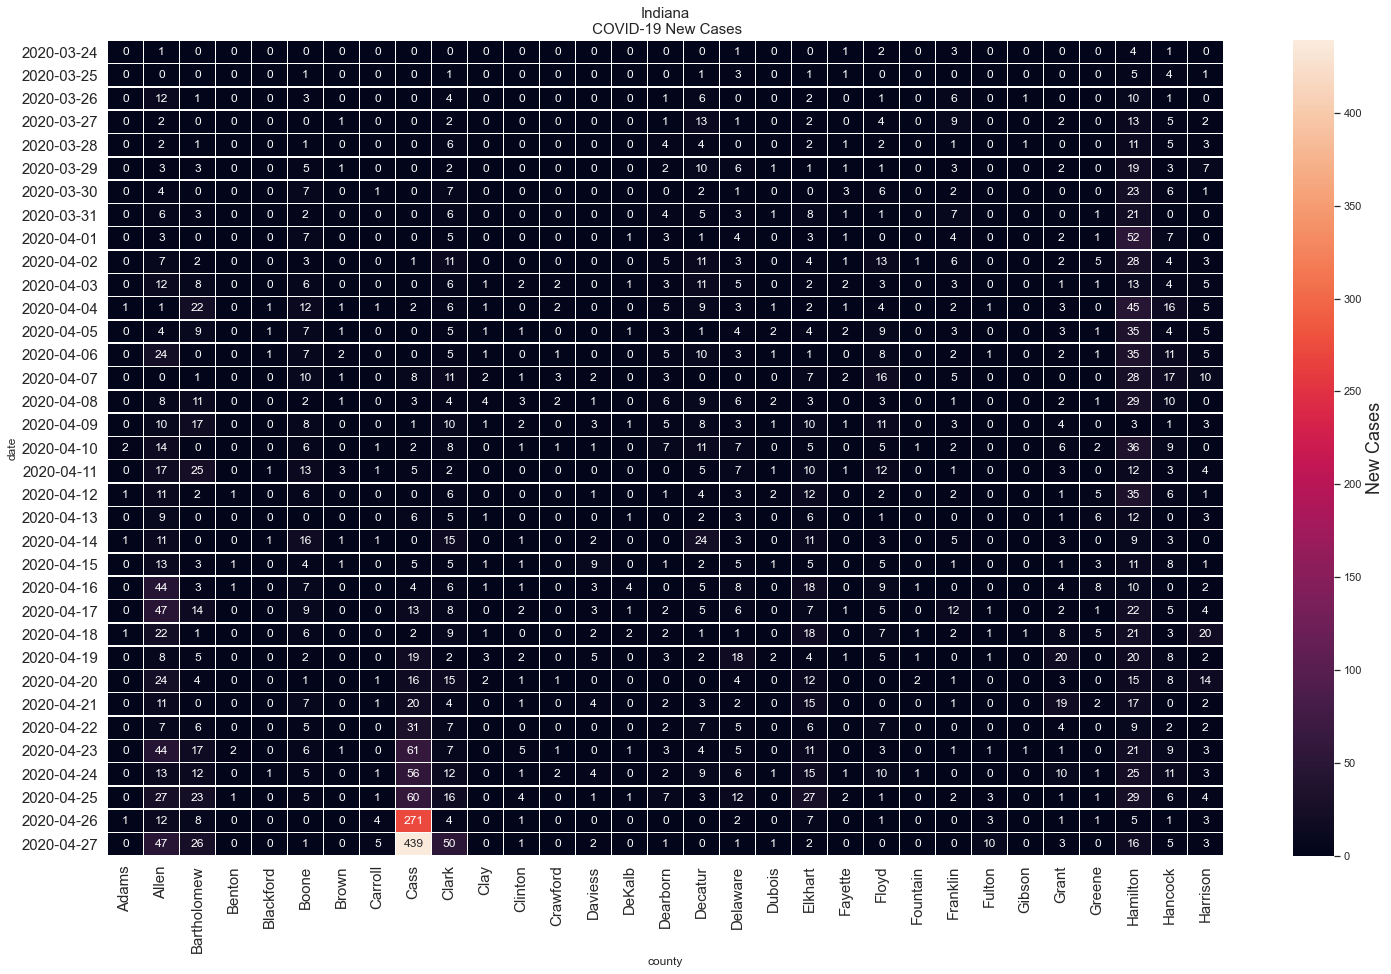 Indiana
COVID-19 New Cases
2020-03-24 0 1 0 0 0 0 0 0 0 0 0 0 0 0 0 0 0 1 0 0 1 2 0 3 0 0 0 0 4 1 0
2020-03-25 0 0 0 0 0 1 0 0 0 1 0 0 0 0 0 0 1 3 0 1 1 0 0 0 0 0 0 0 5 4 1
2020-03-26 0 12 1 0 0 3 0 0 0 4 0 0 0 0 0 1 6 0 0 2 0 1 0 6 0 1 0 0 10 1 0
2020-03-27 0 2 0 0 0 0 1 0 0 2 0 0 0 0 0 1 13 1 0 2 0 4 0 9 0 0 2 0 13 5 2
2020-03-28 0 2 1 0 0 1 0 0 0 6 0 0 0 0 0 4 4 0 0 2 1 2 0 1 0 1 0 0 11 5 3
2020-03-29 0 3 3 0 0 5 1 0 0 2 0 0 0 0 0 2 10 6 1 1 1 1 0 3 0 0 2 0 19 3 7
2020-03-30 0 4 0 0 0 7 0 1 0 7 0 0 0 0 0 0 2 1 0 0 3 6 0 2 0 0 0 0 23 6 1
2020-03-31 0 6 3 0 0 2 0 0 0 6 0 0 0 0 0 4 5 3 1 8 1 1 0 7 0 0 0 1 21 0 0
2020-04-01 0 3 0 0 0 7 0 0 0 5 0 0 0 0 1 3 1 4 0 3 1 0 0 4 0 0 2 1 52 7 0
2020-04-02 0 7 2 0 0 3 0 0 1 11 0 0 0 0 0 5 11 3 0 4 1 13 1 6 0 0 2 5 28 4 3
2020-04-03 0 12 8 0 0 6 0 0 0 6 1 2 2 0 1 3 11 5 0 2 2 3 0 3 0 0 1 1 13 4 5
2020-04-04 1 1 22 0 1 12 1 1 2 6 1 0 2 0 0 5 9 3 1 2 1 4 0 2 1 0 3 0 45 16 5
2020-04-05 0 4 9 0 1 7 1 0 0 5 1 1 0 0 1 3 1 4 2 4 2 9 0 3 0 0 3 1 35 4 5
2020-04-06 0 24 0 0 1 7 2 0 0 5 1 0 1 0 0 5 10 3 1 1 0 8 0 2 1 0 2 1 35 11 5
2020-04-07 0 0 1 0 0 10 1 0 8 11 2 1 3 2 0 3 0 0 0 7 2 16 0 5 0 0 0 0 28 17 10
2020-04-08 0 8 11 0 0 2 1 0 3 4 4 3 2 1 0 6 9 6 2 3 0 3 0 1 0 0 2 1 29 10 0
2020-04-09 0 10 17 0 0 8 0 0 1 10 1 2 0 3 1 5 8 3 1 10 1 11 0 0 0 0 4 0 3 1 3
2020-04-10 2 14 0 0 0 6 0 1 2 8 0 1 1 1 0 7 11 7 0 5 0 5 1 2 0 0 6 2 36 9 0
2020-04-11 0 17 25 0 1 13 3 1 5 2 0 0 0 0 0 0 5 7 1 10 1 12 0 1 0 0 3 0 12 3 4
2020-04-12 1 11 2 1 0 6 0 0 0 6 0 0 0 1 0 1 4 3 2 12 0 2 0 2 0 0 1 5 35 6 1
2020-04-13 0 9 0 0 0 0 0 0 6 5 1 0 0 0 1 0 2 3 0 6 0 1 0 0 0 0 1 6 12 0 3
2020-04-14 1 11 0 0 1 16 1 1 0 15 0 1 0 2 0 0 24 3 0 11 0 3 0 5 0 0 3 0 9 3 0
2020-04-15 0 13 3 1 0 4 1 0 5 5 1 1 0 9 0 1 2 5 1 5 0 5 0 1 0 0 1 3 11 8 1
2020-04-16 0 44 3 1 0 7 0 0 4 6 1 1 0 3 4 0 5 8 0 18 0 9 1 0 0 0 4 8 10 0 2
2020-04-17 0 47 14 0 0 9 0 0 13 8 0 2 0 3 1 2 5 6 0 7 1 5 0 12 1 0 2 1 22 5 4
2020-04-18 1 22 1 0 0 6 0 0 2 9 1 0 0 2 2 2 1 1 0 18 0 7 1 2 1 1 8 5 21 3 20
2020-04-19 0 8 5 0 0 2 0 0 19 2 3 2 0 5 0 3 2 18 2 4 1 5 1 0 1 0 20 0 20 8 2
2020-04-20 0 24 4 0 0 1 0 1 16 15 2 1 1 0 0 0 0 4 0 12 0 0 2 1 0 0 3 0 15 8 14
2020-04-21 0 11 0 0 0 7 0 1 20 4 0 1 0 4 0 2 3 2 0 15 0 0 0 1 0 0 19 2 17 0 2
2020-04-22 0 7 6 0 0 5 0 0 31 7 0 0 0 0 0 2 7 5 0 6 0 7 0 0 0 0 4 0 9 2 2
2020-04-23 0 44 17 2 0 6 1 0 61 7 0 5 1 0 1 3 4 5 0 11 0 3 0 1 1 1 1 0 21 9 3
2020-04-24 0 13 12 0 1 5 0 1 56 12 0 1 2 4 0 2 9 6 1 15 1 10 1 0 0 0 10 1 25 11 3
2020-04-25 0 27 23 1 0 5 0 1 60 16 0 4 0 1 1 7 3 12 0 27 2 1 0 2 3 0 1 1 29 6 4
2020-04-26 1 12 8 0 0 0 0 4 271 4 0 1 0 0 0 0 0 2 0 7 0 1 0 0 3 0 1 1 5 1 3
2020-04-27 0 47 26 0 0 1 0 5 439 50 0 1 0 2 0 1 0 1 1 2 0 0 0 0 10 0 3 0 16 5 3
date
Adams Allen Bartholomew Benton Blackford Boone Brown Carroll Cass Clark Clay Clinton Crawford Daviess DeKalb Dearborn Decatur Delaware Dubois Elkhart Fayette Floyd Fountain Franklin Fulton Gibson Grant Greene Hamilton Hancock Harrison
county
400
350
300
250
200
150
100
50
0
New Cases